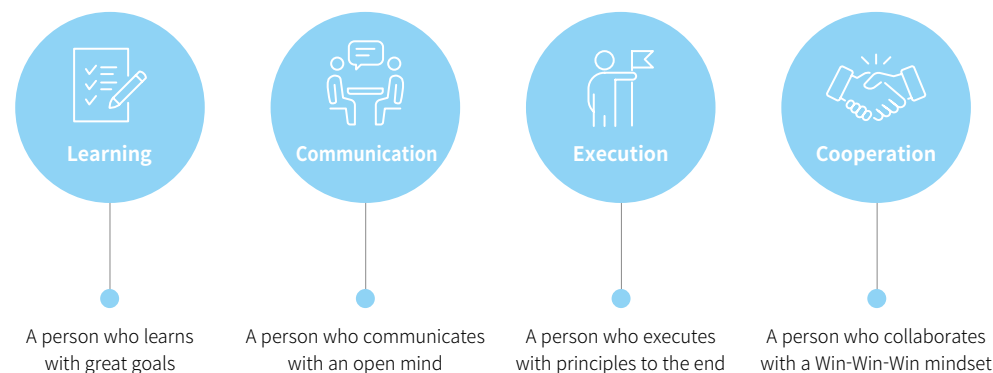 Learning
A person who learns
with great goals
Communication
A person who communicates
with an open mind
Execution
A person who executes
with principles to the end
Cooperation
A person who collaborates
with a Win-Win-Win mindset